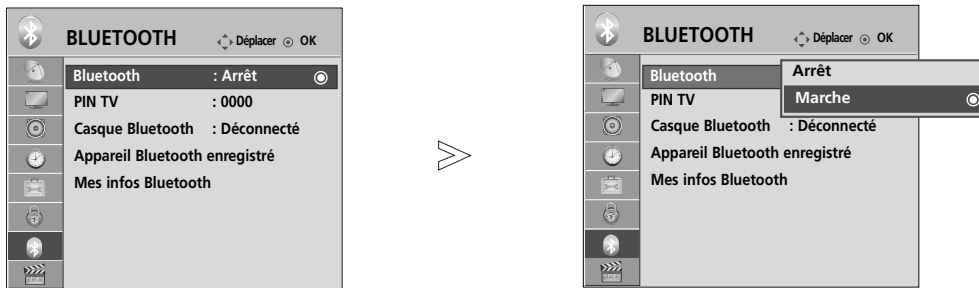 BLUETOOTH Déplacer OK
Bluetooth : Arrêt
PIN TV : 0000
Casque Bluetooth : Déconnecté
Appareil Bluetooth enregistré
Mes infos Bluetooth
BLUETOOTH Déplacer OK
Bluetooth Arrêt
PIN TV Marche
Casque Bluetooth : Déconnecté
Appareil Bluetooth enregistré
Mes infos Bluetooth